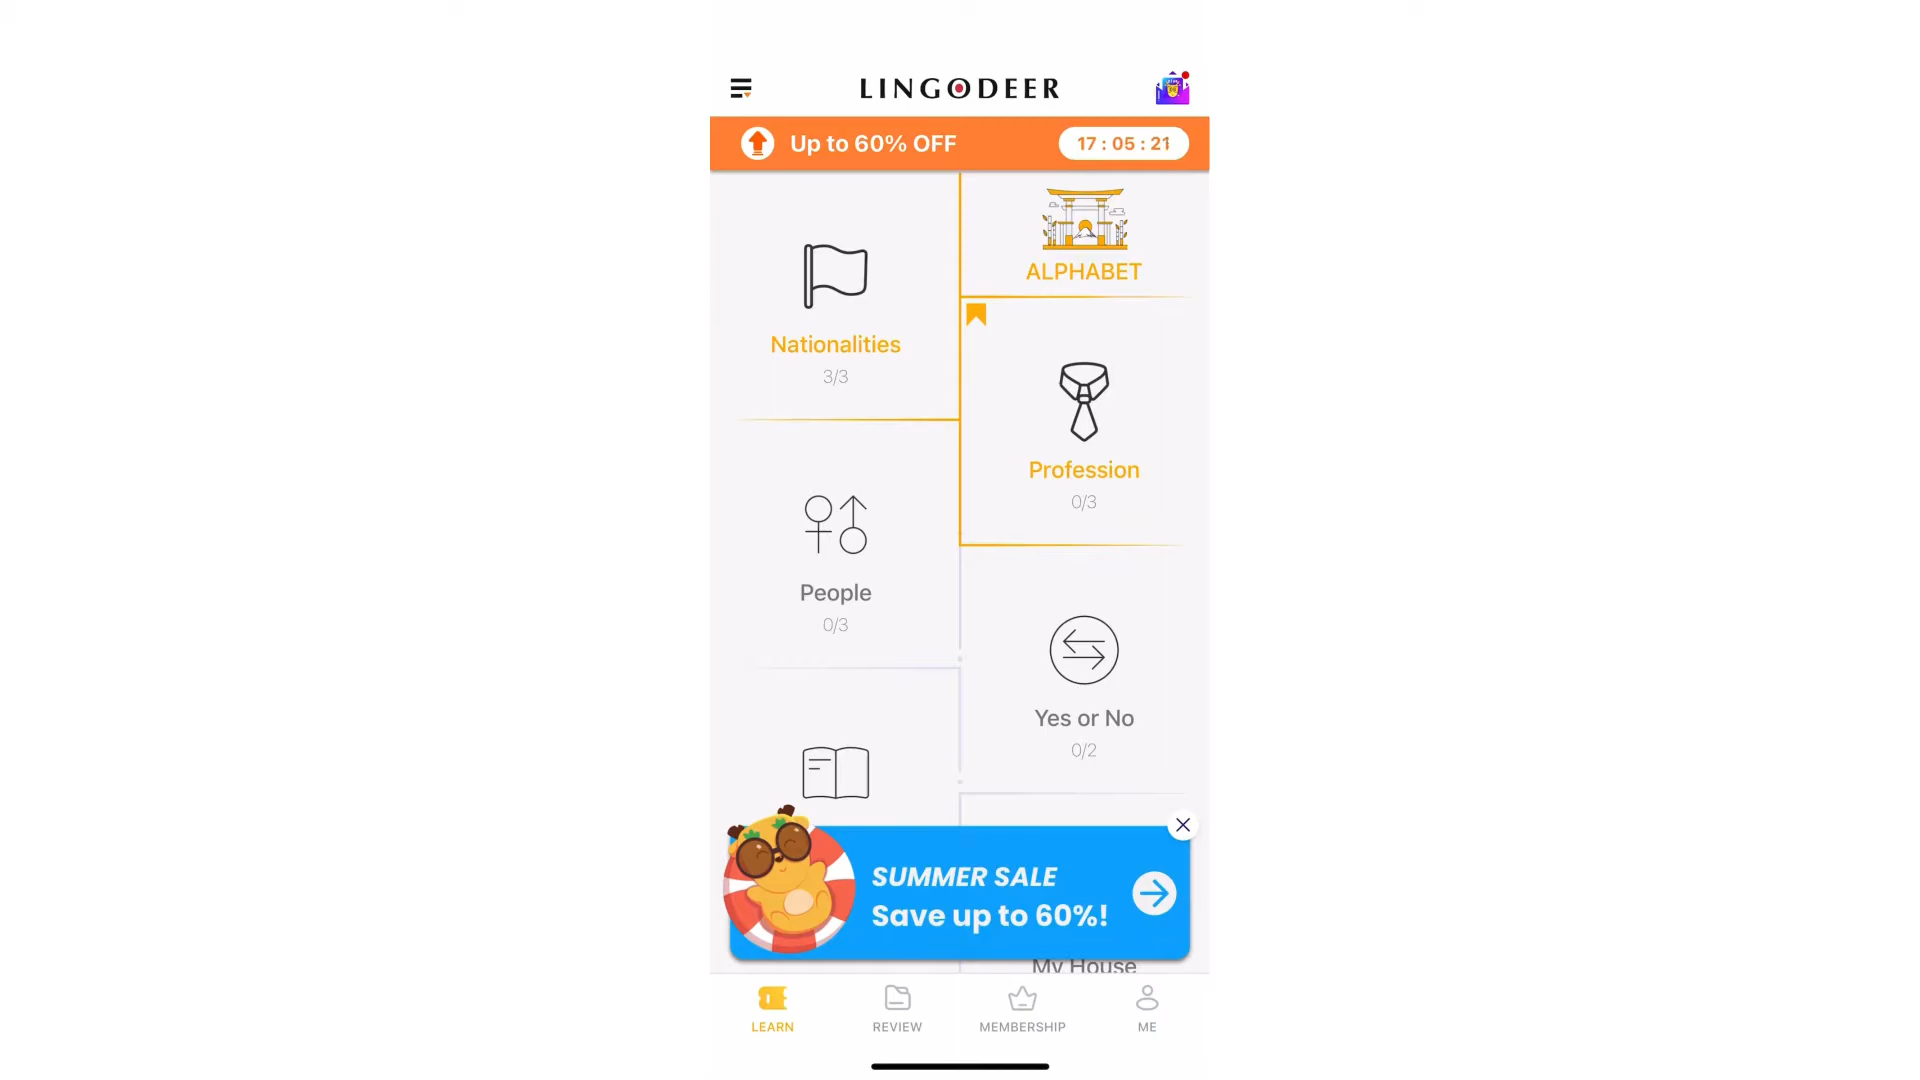 LINGODEER
Up to 60% OFF
17 : 05 : 21
ALPHABET
Nationalities
3/3
Profession
0/3
People
0/3
Yes or No
0/2
SUMMER SALE
Save up to 60%!
My House
LEARN
REVIEW
MEMBERSHIP
ME